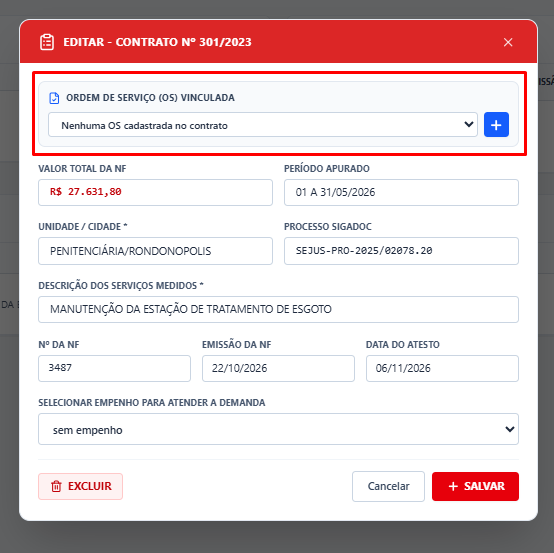 EDITAR - CONTRATO Nº 301/2023
ORDEM DE SERVIÇO (OS) VINCULADA
Nenhuma OS cadastrada no contrato
VALOR TOTAL DA NF
PERÍODO APURADO
R$ 27.631,80
01 A 31/05/2026
UNIDADE / CIDADE *
PROCESSO SIGADOC
PENITENCIÁRIA/RONDONOPOLIS
SEJUS-PRO-2025/02078.20
DESCRIÇÃO DOS SERVIÇOS MEDIDOS *
MANUTENÇÃO DA ESTAÇÃO DE TRATAMENTO DE ESGOTO
Nº DA NF
EMISSÃO DA NF
DATA DO ATESTO
3487
22/10/2026
06/11/2026
SELECIONAR EMPENHO PARA ATENDER A DEMANDA
sem empenho
EXCLUIR
Cancelar
+ SALVAR